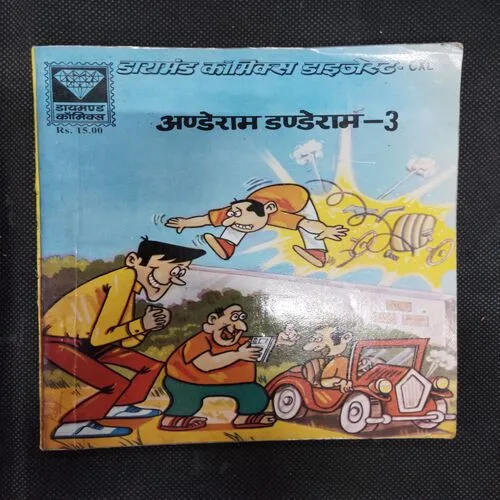 डायमंड कॉमिक्स डाइजेस्ट
डायमण्ड
कॉमिक्स
Rs. 15.00
अण्डेराम डण्डेराम-3